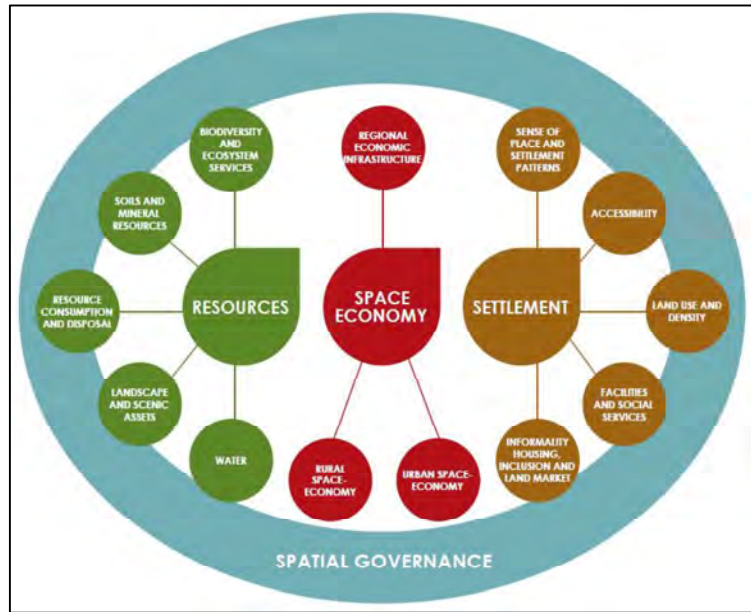 BIODIVERSITY
AND
ECOSYSTEM
SERVICES
SOILS AND
MINERAL
RESOURCES
RESOURCE
CONSUMPTION
AND DISPOSAL
LANDSCAPE
AND SCENIC
ASSETS
WATER
RESOURCES
REGIONAL
ECONOMIC
INFRASTRUCTURE
SPACE
ECONOMY
RURAL
SPACE-
ECONOMY
URBAN SPACE-
ECONOMY
SENSE OF
PLACE AND
SETTLEMENT
PATTERNS
ACCESSIBILITY
SETTLEMENT
LAND USE AND
DENSITY
FACILITIES
AND SOCIAL
SERVICES
INFORMALITY
HOUSING,
INCLUSION AND
LAND MARKET
SPATIAL GOVERNANCE